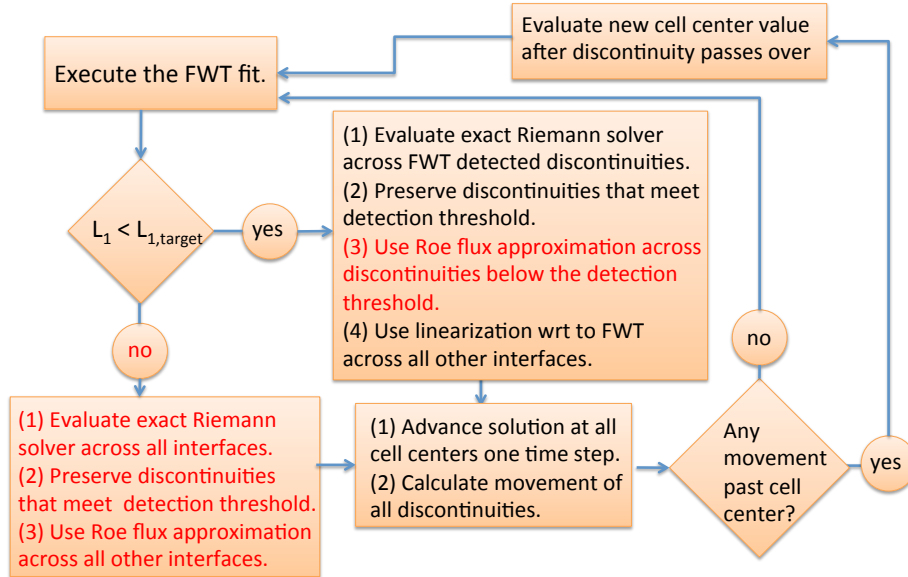 Evaluate new cell center value
after discontinuity passes over
Execute the FWT fit.
(1) Evaluate exact Riemann solver
across FWT detected discontinuities.
(2) Preserve discontinuities that meet
detection threshold.
(3) Use Roe flux approximation across
discontinuities below the detection
threshold.
(4) Use linearization wrt to FWT
across all other interfaces.
L₁ < L₁,target
yes
no
no
(1) Evaluate exact Riemann
solver across all interfaces.
(2) Preserve discontinuities
that meet detection threshold.
(3) Use Roe flux approximation
across all other interfaces.
(1) Advance solution at all
cell centers one time step.
(2) Calculate movement of
all discontinuities.
Any
movement
past cell
center?
yes